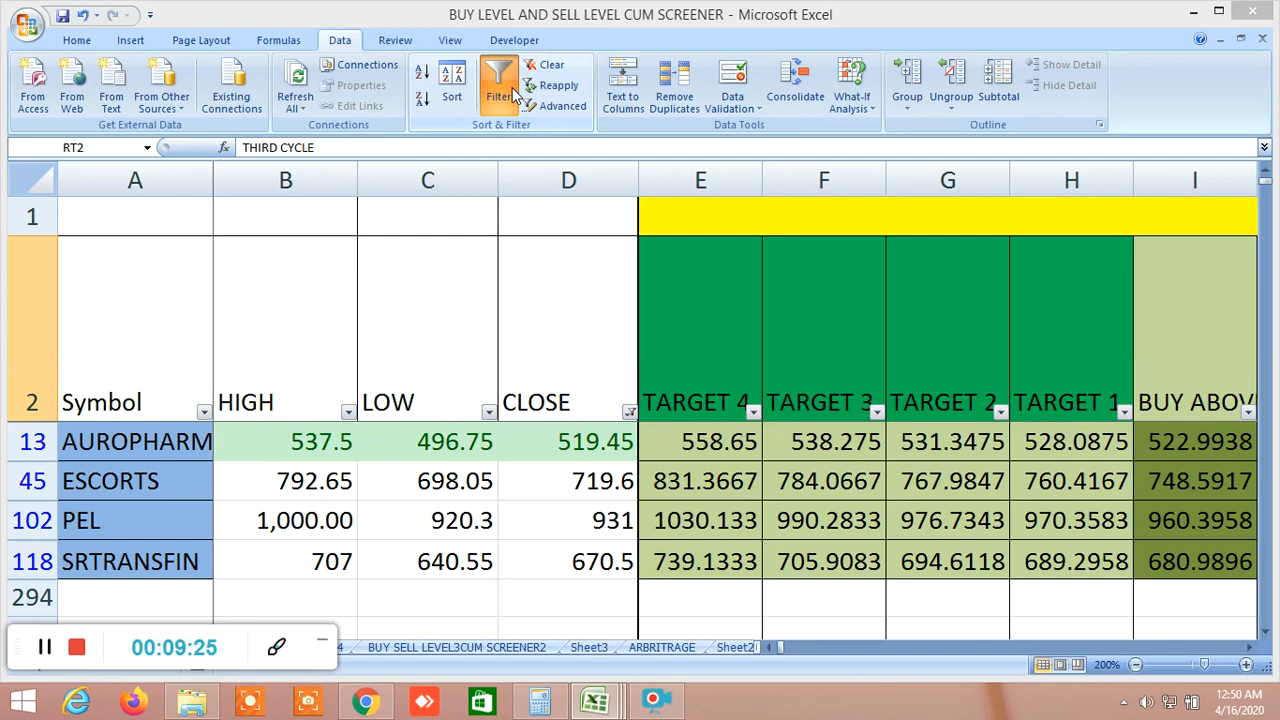 BUY LEVEL AND SELL LEVEL CUM SCREENER - Microsoft Excel
Home Insert Page Layout Formulas Data Review View Developer
From Access From Web From Text From Other Sources Existing Connections Refresh All Connections Properties Edit Links Sort Filter Clear Reapply Advanced Text to Columns Remove Duplicates Data Validation Consolidate What-If Analysis Group Ungroup Subtotal Show Detail Hide Detail
Get External Data Connections Sort & Filter Data Tools Outline
RT2 fx THIRD CYCLE
A B C D E F G H I
1
2 Symbol HIGH LOW CLOSE TARGET 4 TARGET 3 TARGET 2 TARGET 1 BUY ABOV
13 AUROPHARM 537.5 496.75 519.45 558.65 538.275 531.3475 528.0875 522.9938
45 ESCORTS 792.65 698.05 719.6 831.3667 784.0667 767.9847 760.4167 748.5917
102 PEL 1,000.00 920.3 931 1030.133 990.2833 976.7343 970.3583 960.3958
118 SRTRANSFIN 707 640.55 670.5 739.1333 705.9083 694.6118 689.2958 680.9896
294
00:09:25
4 BUY SELL LEVEL3CUM SCREENER2 Sheet3 ARBRITRAGE Sheet2
200%
12:50 AM
4/16/2020